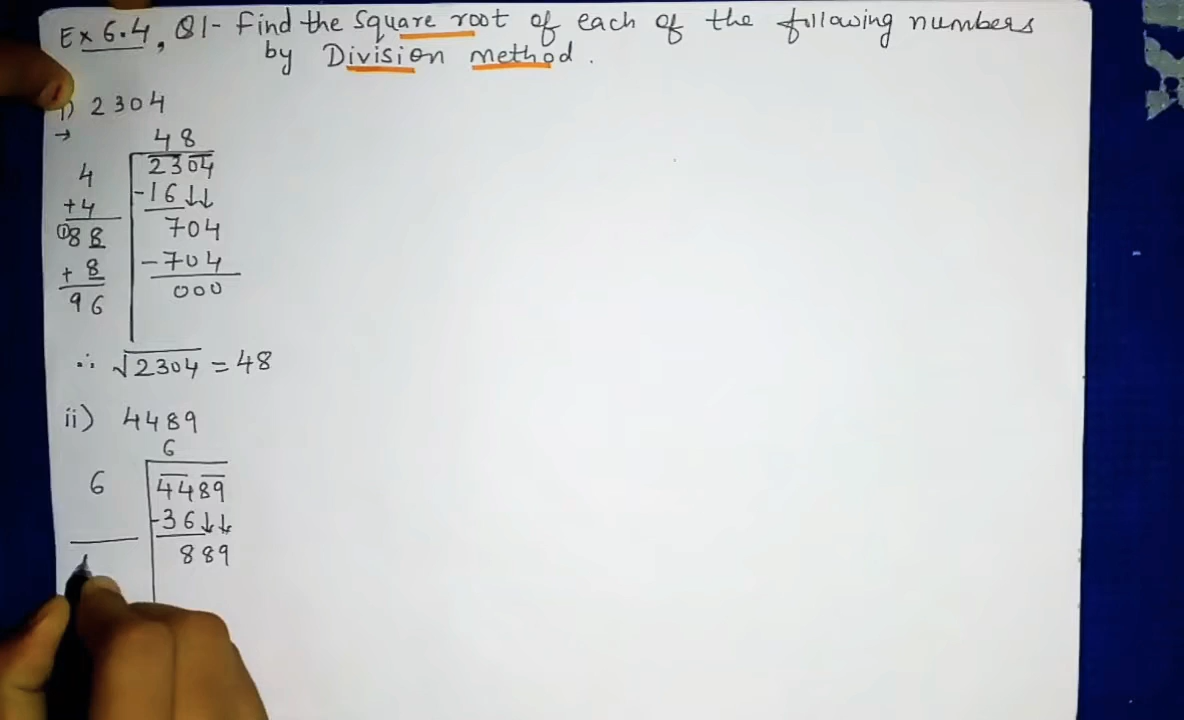 Ex 6.4, Q1- Find the square root of each of the following numbers
by Division method.
i) 2304
→
48
4 2304
+4 -16↓↓
①88 704
+8 -704
96 000
∴ √2304 = 48
ii) 4489
6
6 4489
-36↓↓
889